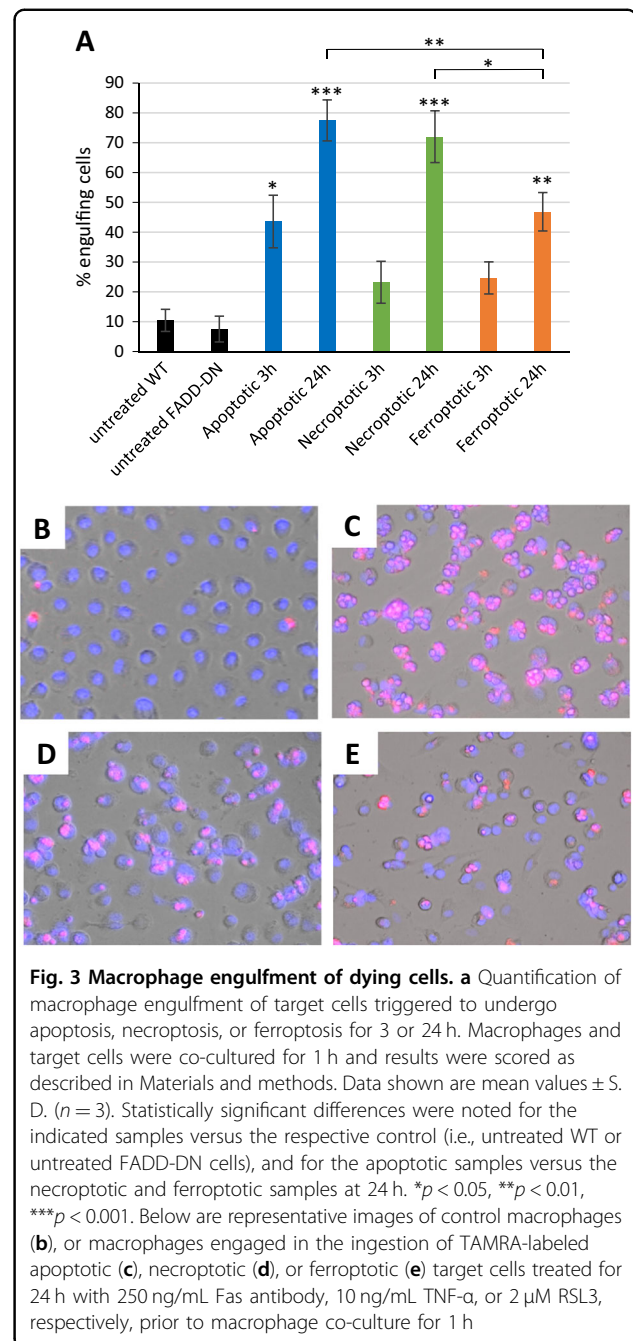 A
**
*
90
80
70
60
50
40
30
20
10
0
% engulfing cells
*
***
***
**
untreated WT
untreated FADD-DN
Apoptotic 3h
Apoptotic 24h
Necroptotic 3h
Necroptotic 24h
Ferroptotic 3h
Ferroptotic 24h
B
C
D
E
Fig. 3 Macrophage engulfment of dying cells. a Quantification of
macrophage engulfment of target cells triggered to undergo
apoptosis, necroptosis, or ferroptosis for 3 or 24 h. Macrophages and
target cells were co-cultured for 1 h and results were scored as
described in Materials and methods. Data shown are mean values ± S.
D. (n = 3). Statistically significant differences were noted for the
indicated samples versus the respective control (i.e., untreated WT or
untreated FADD-DN cells), and for the apoptotic samples versus the
necroptotic and ferroptotic samples at 24 h. *p < 0.05, **p < 0.01,
***p < 0.001. Below are representative images of control macrophages
(b), or macrophages engaged in the ingestion of TAMRA-labeled
apoptotic (c), necroptotic (d), or ferroptotic (e) target cells treated for
24 h with 250 ng/mL Fas antibody, 10 ng/mL TNF-α, or 2 μM RSL3,
respectively, prior to macrophage co-culture for 1 h